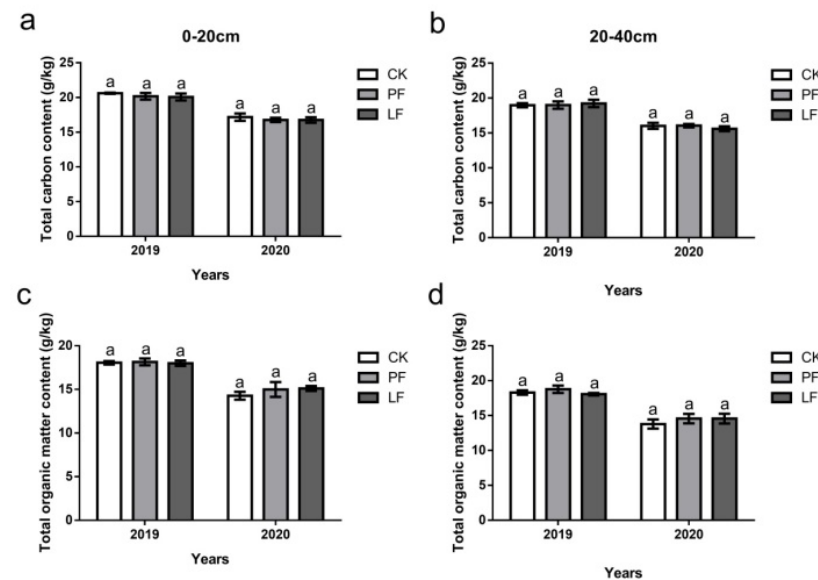 a
0-20cm
Total carbon content (g/kg)
25
20
15
10
5
0
a a a
a a a
2019 2020
Years
CK
PF
LF
b
20-40cm
Total carbon content (g/kg)
25
20
15
10
5
0
a a a
a a a
2019 2020
Years
CK
PF
LF
c
Total organic matter content (g/kg)
20
15
10
5
0
a a a
a a a
2019 2020
Years
CK
PF
LF
d
Total organic matter content (g/kg)
25
20
15
10
5
0
a a a
a a a
2019 2020
Years
CK
PF
LF